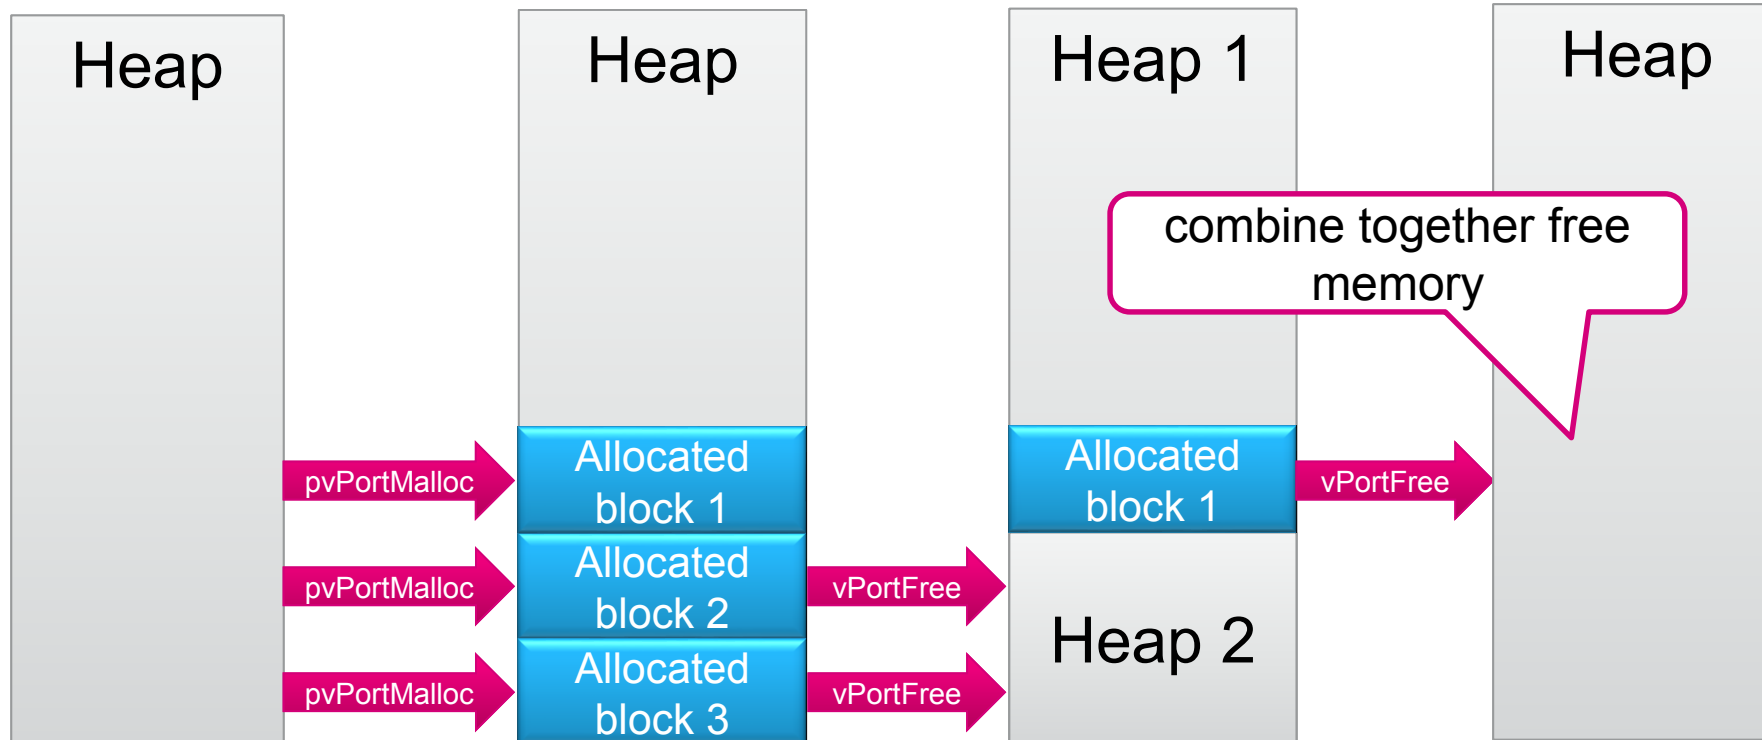 Heap
Heap
Heap 1
Heap
combine together free
memory
pvPortMalloc
Allocated
block 1
Allocated
block 1
vPortFree
pvPortMalloc
Allocated
block 2
vPortFree
Heap 2
pvPortMalloc
Allocated
block 3
vPortFree